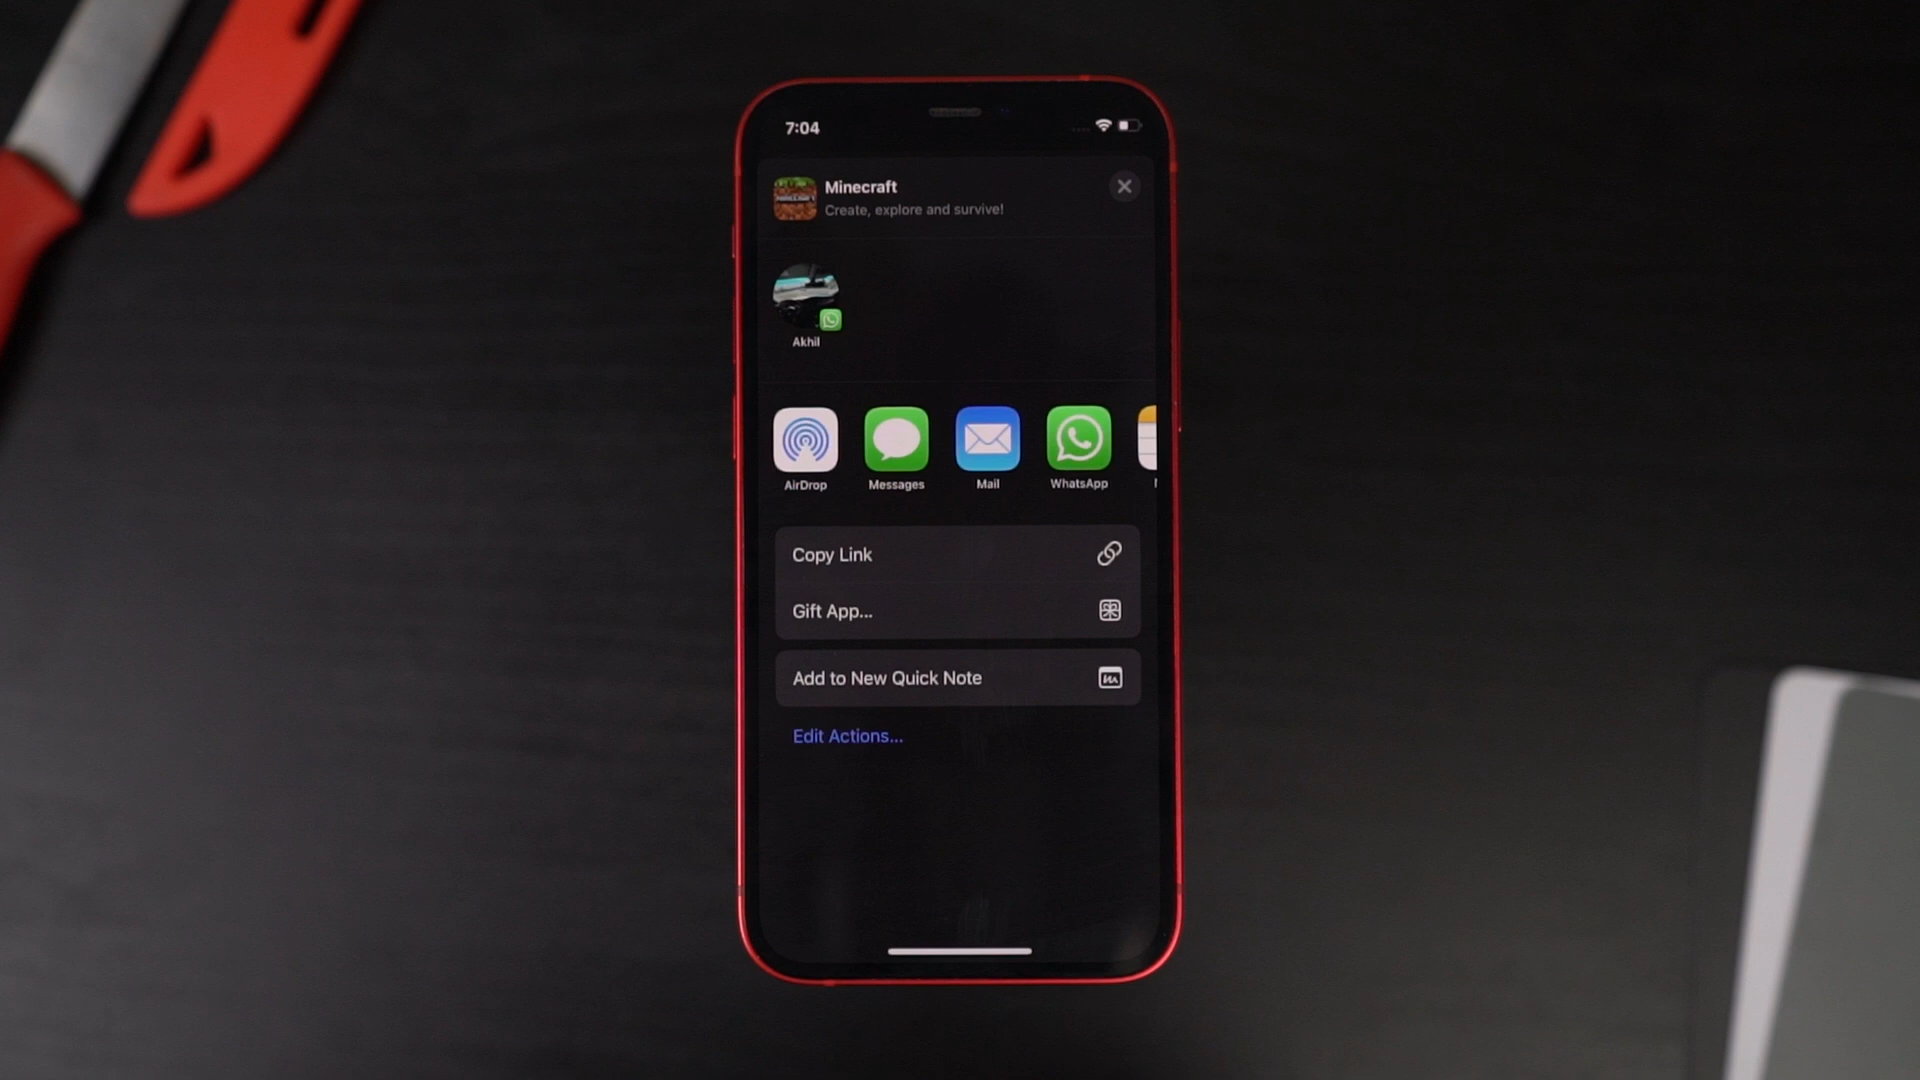 7:04
Minecraft
Create, explore and survive!
Akhil
AirDrop
Messages
Mail
WhatsApp
Copy Link
Gift App...
Add to New Quick Note
Edit Actions...